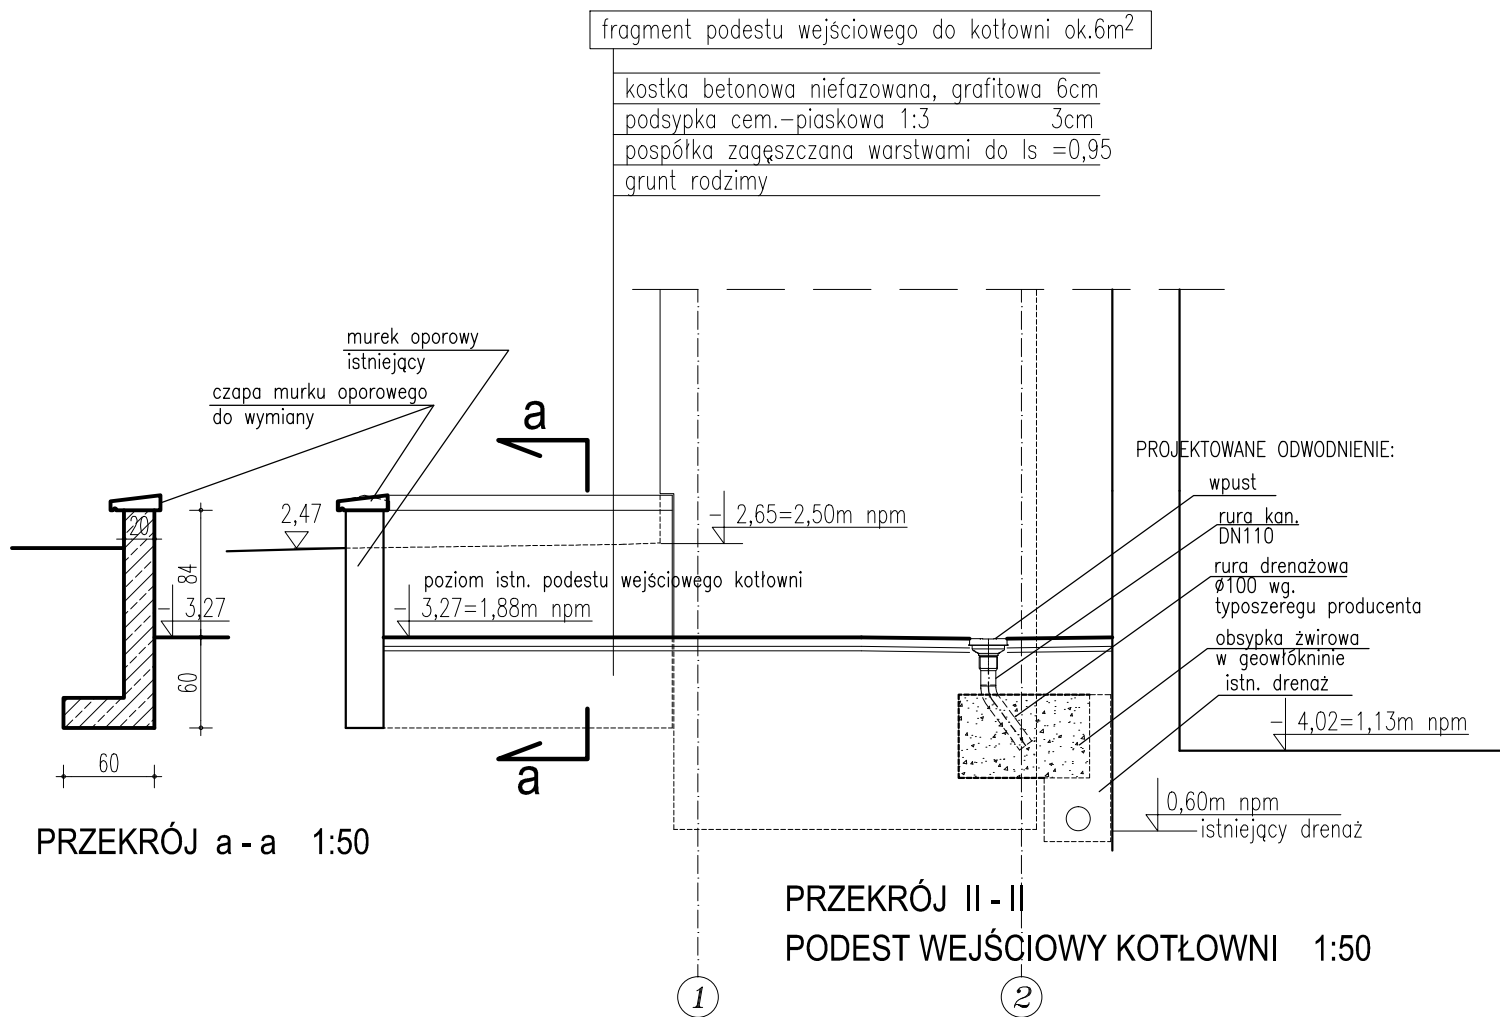 fragment podestu wejściowego do kotłowni ok.6m²
kostka betonowa niefazowana, grafitowa 6cm
podsypka cem.–piaskowa 1:3 3cm
pospółka zagęszczana warstwami do Is =0,95
grunt rodzimy
murek oporowy
istniejący
czapa murku oporowego
do wymiany
a
PROJEKTOWANE ODWODNIENIE:
wpust
rura kan.
DN110
rura drenażowa
ø100 wg.
typoszeregu producenta
obsypka żwirowa
w geowłókninie
istn. drenaż
20
2,47
– 2,65=2,50m npm
84
– 3,27
poziom istn. podestu wejściowego kotłowni
– 3,27=1,88m npm
60
– 4,02=1,13m npm
60
a
0,60m npm
istniejący drenaż
PRZEKRÓJ a - a 1:50
PRZEKRÓJ II - II
PODEST WEJŚCIOWY KOTŁOWNI 1:50
1
2